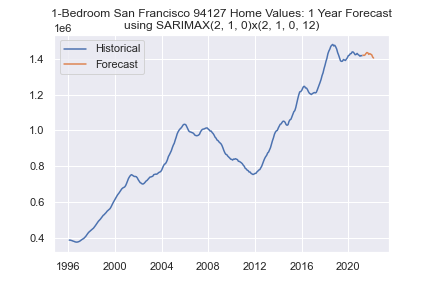 1-Bedroom San Francisco 94127 Home Values: 1 Year Forecast
using SARIMAX(2, 1, 0)x(2, 1, 0, 12)
1e6
Historical
Forecast
1.4
1.2
1.0
0.8
0.6
0.4
1996 2000 2004 2008 2012 2016 2020